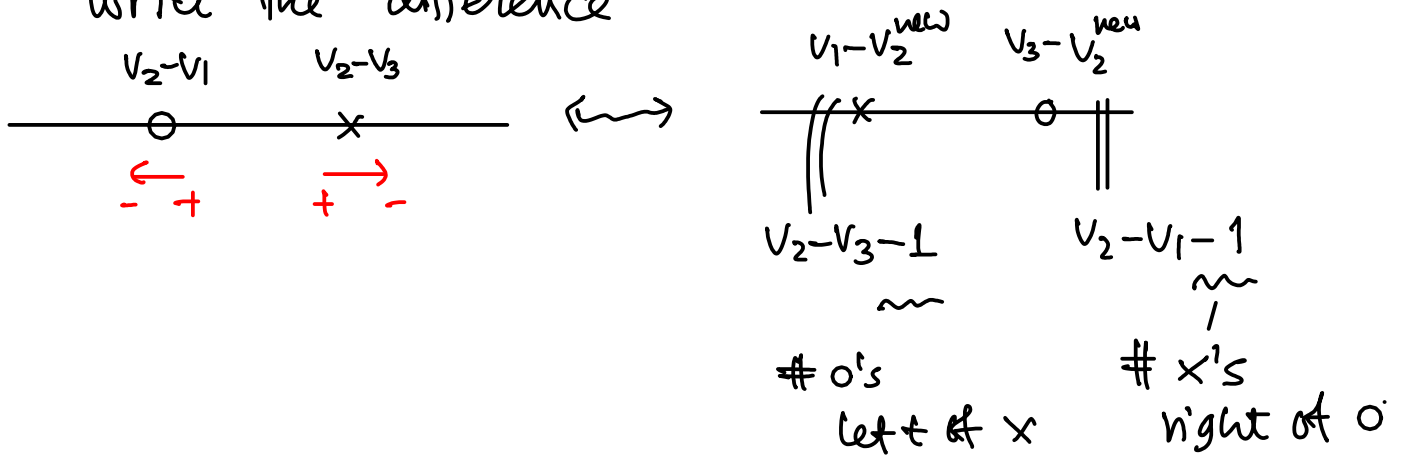 write the difference
V₂-V₁ V₂-V₃
- + + -
V₁-V₂ⁿᵉʷ V₃-V₂ⁿᵉʷ
V₂-V₃-1 V₂-V₁-1
# o's # x's
left of x right of o